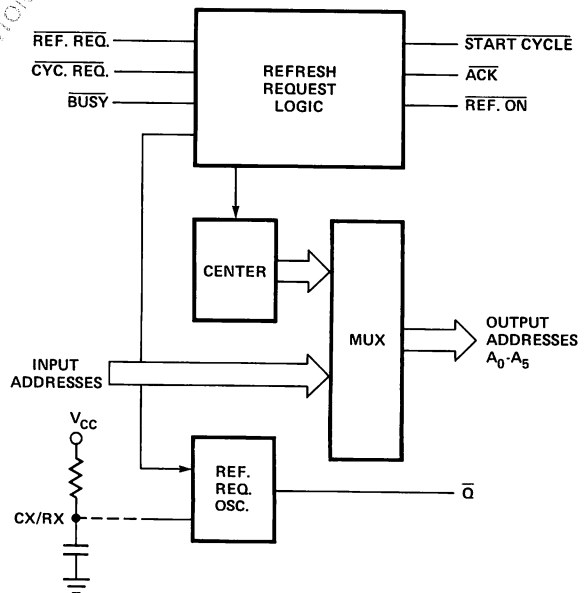 REF. REQ.
CYC. REQ.
BUSY
REFRESH
REQUEST
LOGIC
START CYCLE
ACK
REF. ON
CENTER
MUX
OUTPUT
ADDRESSES
A0-A5
INPUT
ADDRESSES
VCC
CX/RX
REF.
REQ.
OSC.
Q